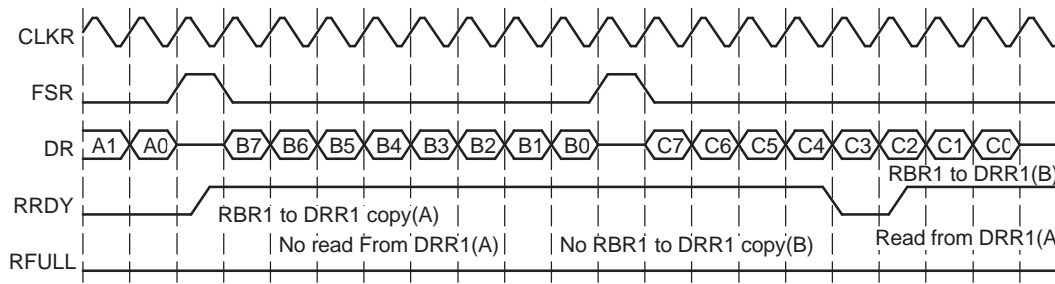 CLKR
FSR
DR A1 A0 B7 B6 B5 B4 B3 B2 B1 B0 C7 C6 C5 C4 C3 C2 C1 C0
RBR1 to DRR1(B)
RRDY RBR1 to DRR1 copy(A)
No read From DRR1(A) No RBR1 to DRR1 copy(B) Read from DRR1(A
RFULL